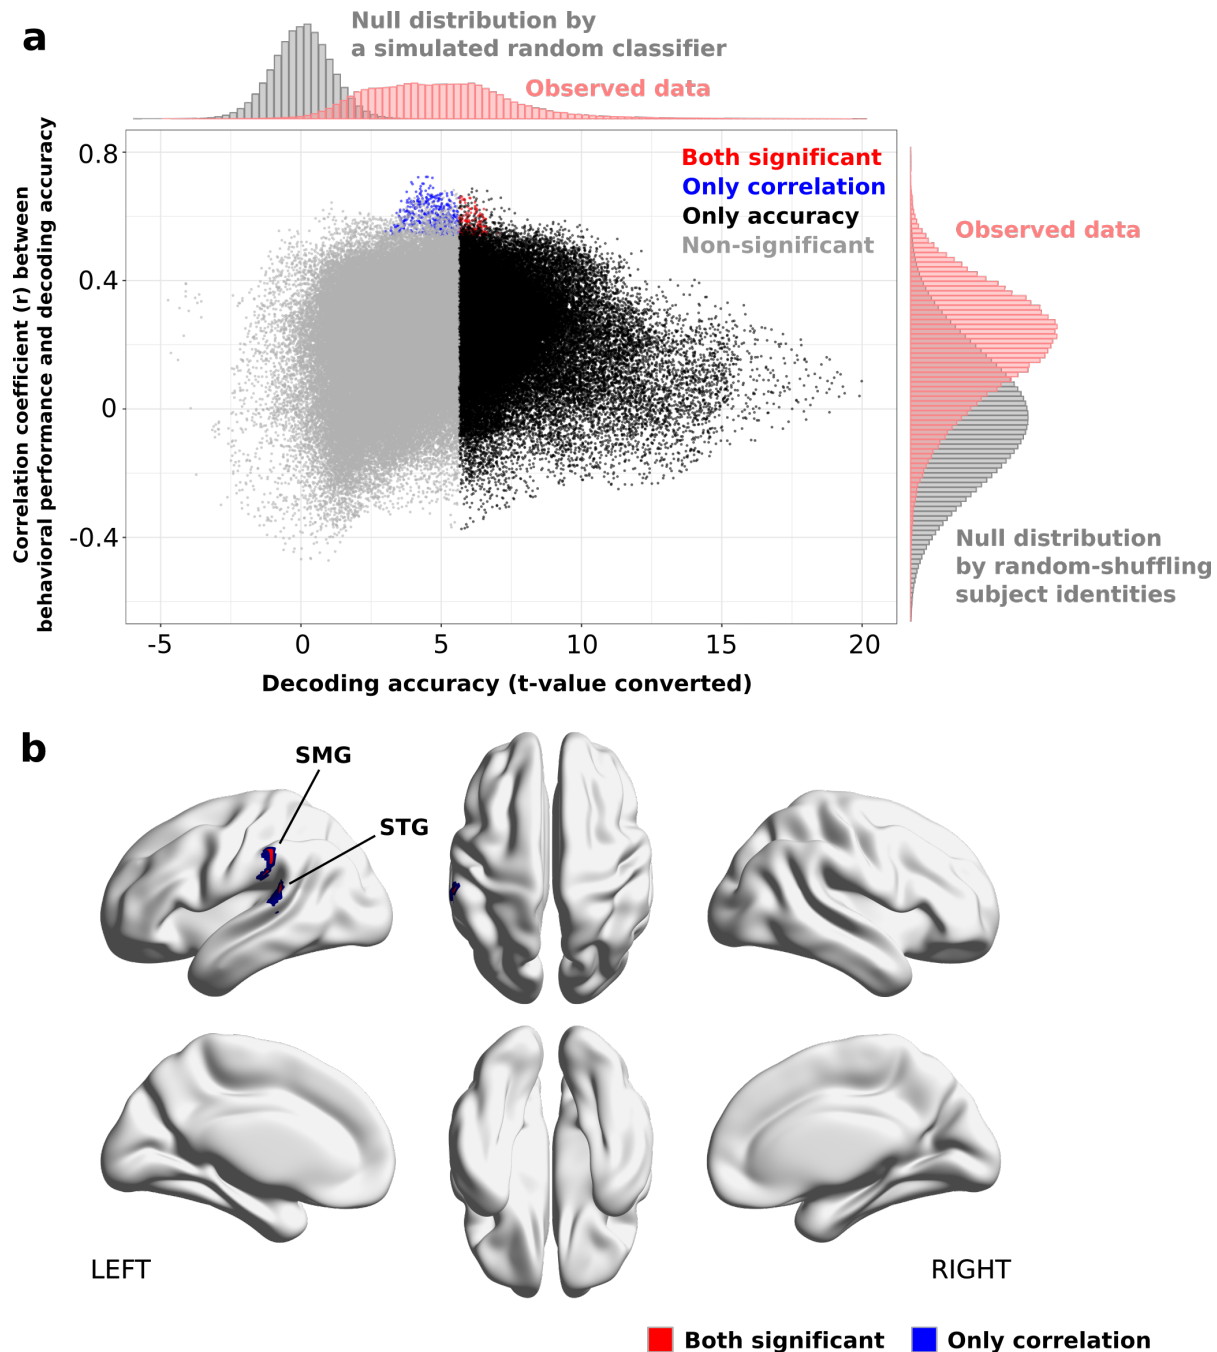 a
Null distribution by
a simulated random classifier
Observed data
Correlation coefficient (r) between
behavioral performance and decoding accuracy
0.8
0.4
0
-0.4
Both significant
Only correlation
Only accuracy
Non-significant
Observed data
Null distribution
by random-shuffling
subject identities
-5 0 5 10 15 20
Decoding accuracy (t-value converted)
b
SMG
STG
LEFT
RIGHT
Both significant Only correlation